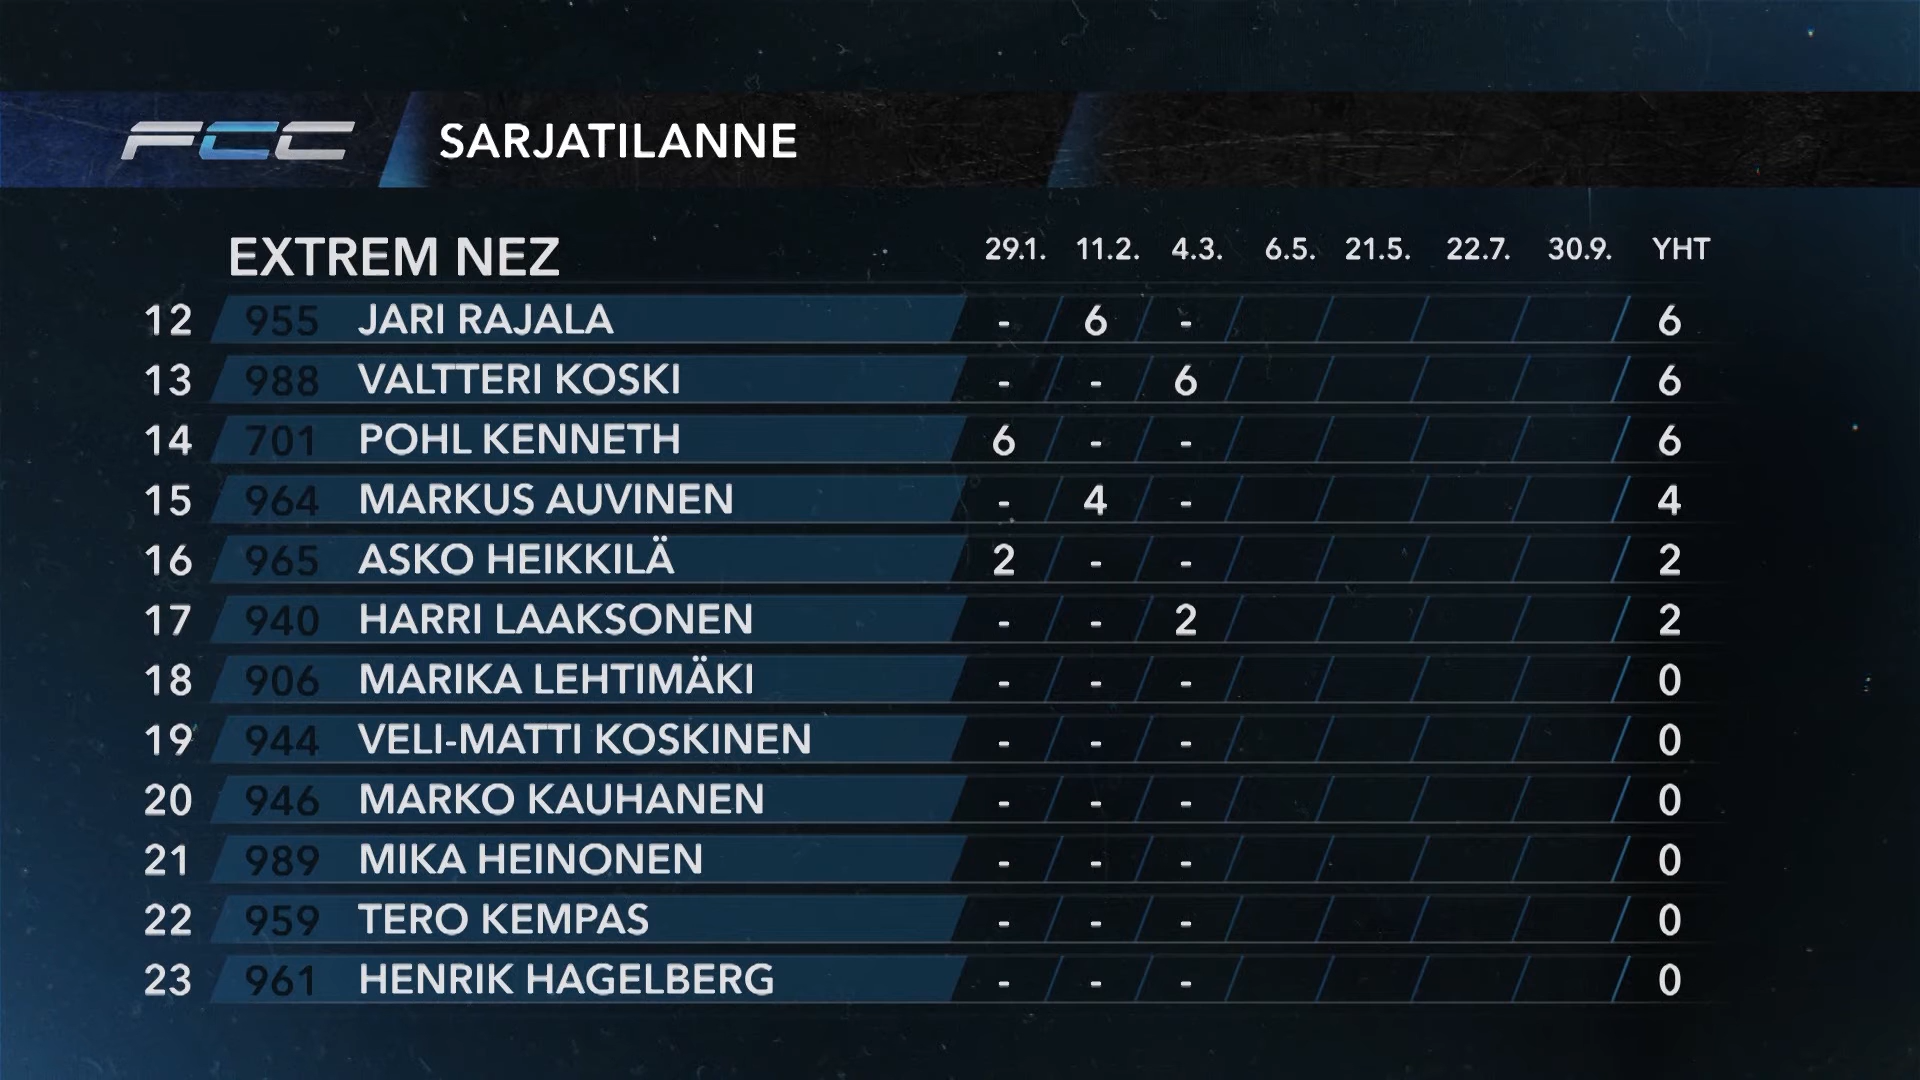 FCC SARJATILANNE
EXTREM NEZ 29.1. 11.2. 4.3. 6.5. 21.5. 22.7. 30.9. YHT
12 955 JARI RAJALA - 6 - 6
13 988 VALTTERI KOSKI - - 6 6
14 701 POHL KENNETH 6 - - 6
15 964 MARKUS AUVINEN - 4 - 4
16 965 ASKO HEIKKILÄ 2 - - 2
17 940 HARRI LAAKSONEN - - 2 2
18 906 MARIKA LEHTIMÄKI - - - 0
19 944 VELI-MATTI KOSKINEN - - - 0
20 946 MARKO KAUHANEN - - - 0
21 989 MIKA HEINONEN - - - 0
22 959 TERO KEMPAS - - - 0
23 961 HENRIK HAGELBERG - - - 0